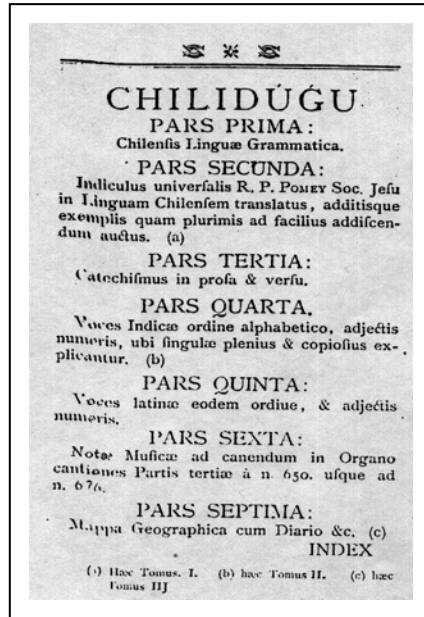 CHILIDÚǴU
PARS PRIMA:
Chilenſis Linguæ Grammatica.
PARS SECUNDA:
Indiculus univerſalis R. P. POMEY Soc. Jeſu
in Linguam Chilenſem translatus, additisque
exemplis quam plurimis ad facilius addiſcen-
dum auctus. (a)
PARS TERTIA:
Catechiſmus in proſa & verſu.
PARS QUARTA.
Voces Indicæ ordine alphabetico, adjectis
numeris, ubi ſingulæ plenius & copioſius ex-
plicantur. (b)
PARS QUINTA:
Voces latinæ eodem ordiue, & adjectis
numeris.
PARS SEXTA:
Notæ Muſicæ ad canendum in Organo
cantiones Partis tertiæ à n. 650. uſque ad
n. 676.
PARS SEPTIMA:
Mappa Geographica cum Diario &c. (c)
INDEX
(a) Hæc Tomus. I. (b) hæc Tomus II. (c) hæc
Tomus IIJ